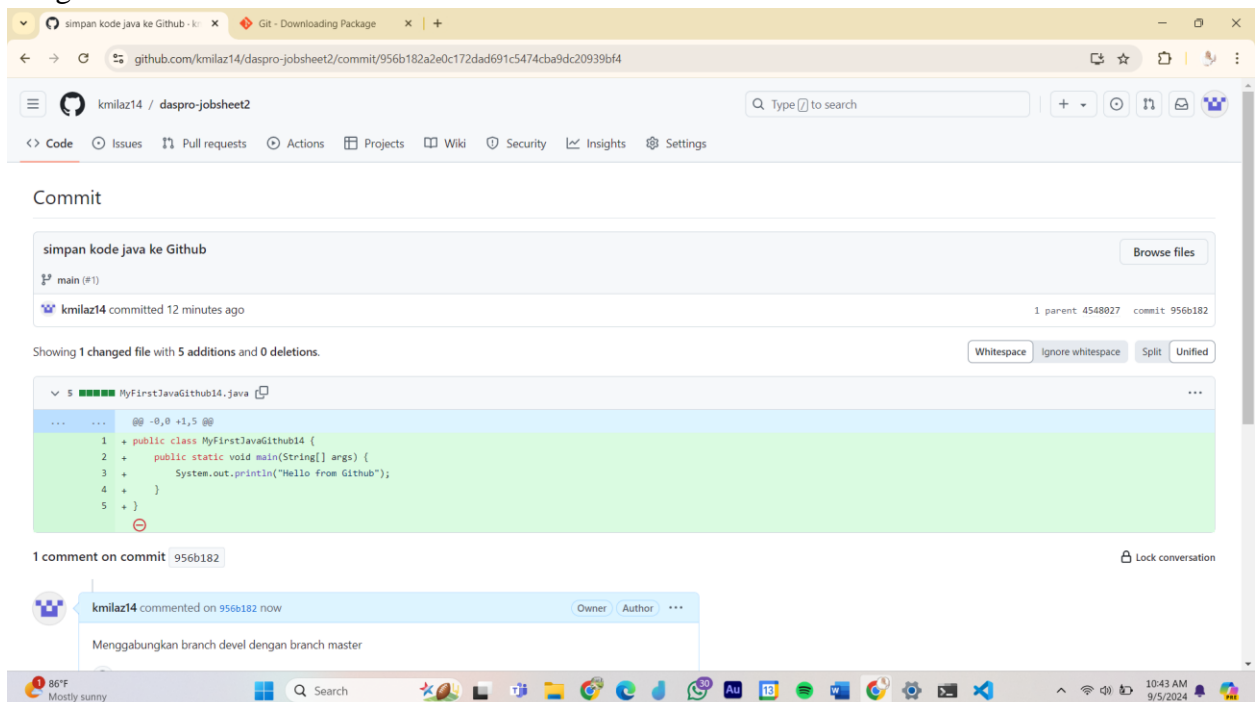 simpan kode java ke Github · k
Git - Downloading Package
github.com/kmilaz14/daspro-jobsheet2/commit/956b182a2e0c172dad691c5474cba9dc20939bf4
kmilaz14 / daspro-jobsheet2
Type / to search
<> Code Issues Pull requests Actions Projects Wiki Security Insights Settings
Commit
simpan kode java ke Github
Browse files
main (#1)
kmilaz14 committed 12 minutes ago
1 parent 4548027 commit 956b182
Showing 1 changed file with 5 additions and 0 deletions.
Whitespace Ignore whitespace Split Unified
5 MyFirstJavaGithub14.java
... ... @@ -0,0 +1,5 @@
1 + public class MyFirstJavaGithub14 {
2 + public static void main(String[] args) {
3 + System.out.println("Hello from Github");
4 + }
5 + }
1 comment on commit 956b182
Lock conversation
kmilaz14 commented on 956b182 now
Owner Author
Menggabungkan branch devel dengan branch master
1
86°F
Mostly sunny
Search
30
Au
13
10:43 AM
9/5/2024
PRE